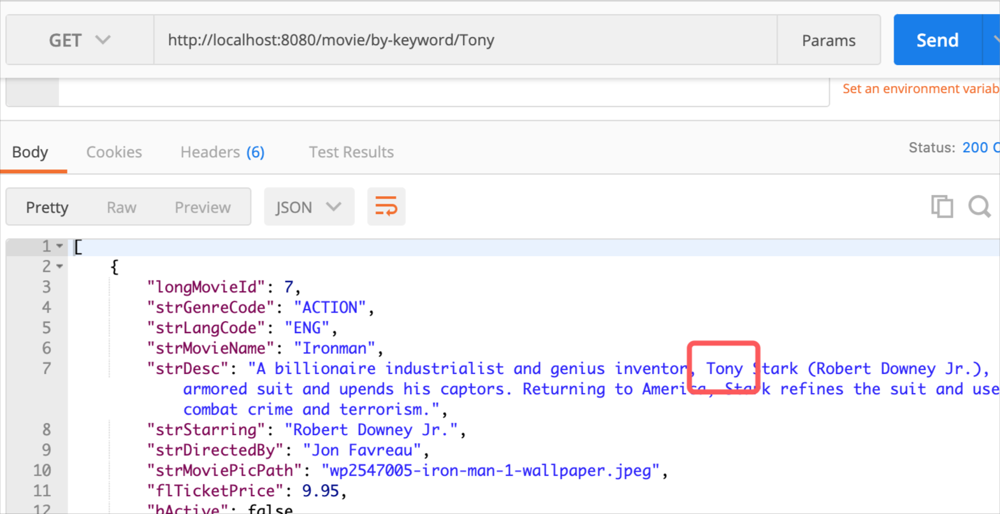 GET
http://localhost:8080/movie/by-keyword/Tony
Params
Send
Set an environment variab
Body
Cookies
Headers (6)
Test Results
Status: 200 O
Pretty
Raw
Preview
JSON
1 [
2 {
3 "longMovieId": 7,
4 "strGenreCode": "ACTION",
5 "strLangCode": "ENG",
6 "strMovieName": "Ironman",
7 "strDesc": "A billionaire industrialist and genius inventor, Tony Stark (Robert Downey Jr.),
armored suit and upends his captors. Returning to America, Stark refines the suit and use
combat crime and terrorism.",
8 "strStarring": "Robert Downey Jr.",
9 "strDirectedBy": "Jon Favreau",
10 "strMoviePicPath": "wp2547005-iron-man-1-wallpaper.jpeg",
11 "flTicketPrice": 9.95,
12 "bActive": false